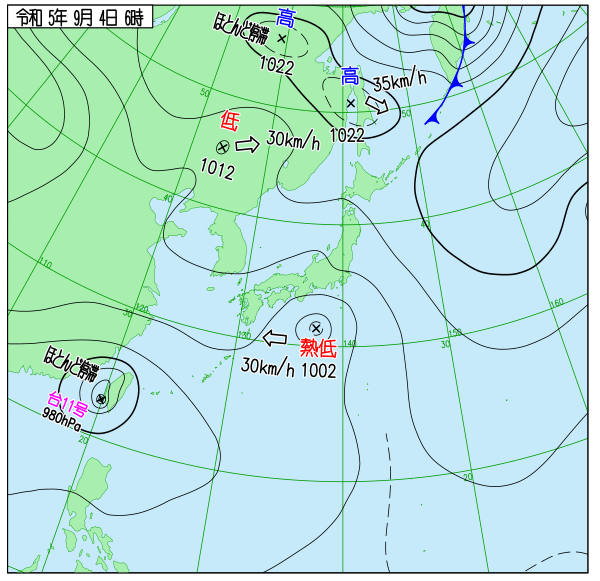 令和 5年 9月 4日 6時
ほとんど停滞
高
1022
高
35km/h
1022
50
50
低
30km/h
1012
40
40
110
120
30
130
140
150
30
160
熱低
30km/h 1002
ほとんど停滞
台11号
980hPa
20
20